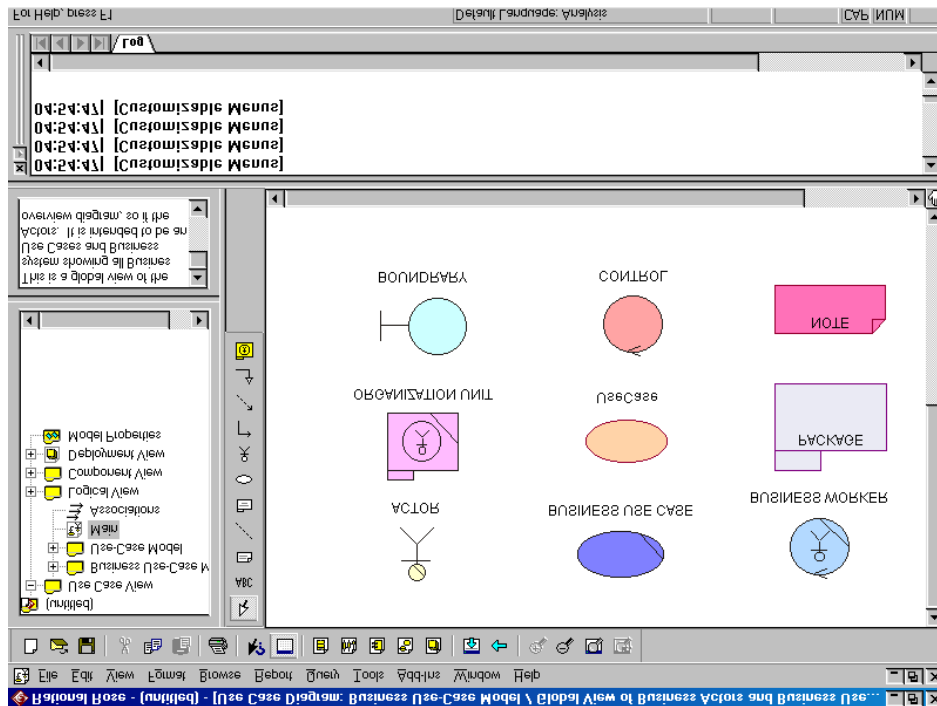 Rational Rose - (untitled) - [Use Case Diagram: Business Use-Case Model / Global View of Business Actors and Business Use...
File Edit View Format Browse Report Query Tools Add-Ins Window Help
(untitled)
Use Case View
Business Use-Case M
Use-Case Model
Main
Associations
Logical View
Component View
Deployment View
Model Properties
ABC
ACTOR
BUSINESS USE CASE
BUSINESS WORKER
PACKAGE
ORGANIZATION UNIT
UseCase
NOTE
BOUNDRARY
CONTROL
This is a global view of the
system showing all Busines
Use Cases and Business
Actors. It is intended to be an
overview diagram, so if the
04:54:47| [Customizable Menus]
04:54:47| [Customizable Menus]
04:54:47| [Customizable Menus]
04:54:47| [Customizable Menus]
Log
For Help, press F1
Default Language: Analysis
CAP NUM